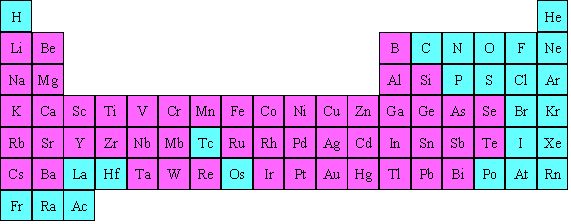 H He
Li Be B C N O F Ne
Na Mg Al Si P S Cl Ar
K Ca Sc Ti V Cr Mn Fe Co Ni Cu Zn Ga Ge As Se Br Kr
Rb Sr Y Zr Nb Mb Tc Ru Rh Pd Ag Cd In Sn Sb Te I Xe
Cs Ba La Hf Ta W Re Os Ir Pt Au Hg Tl Pb Bi Po At Rn
Fr Ra Ac